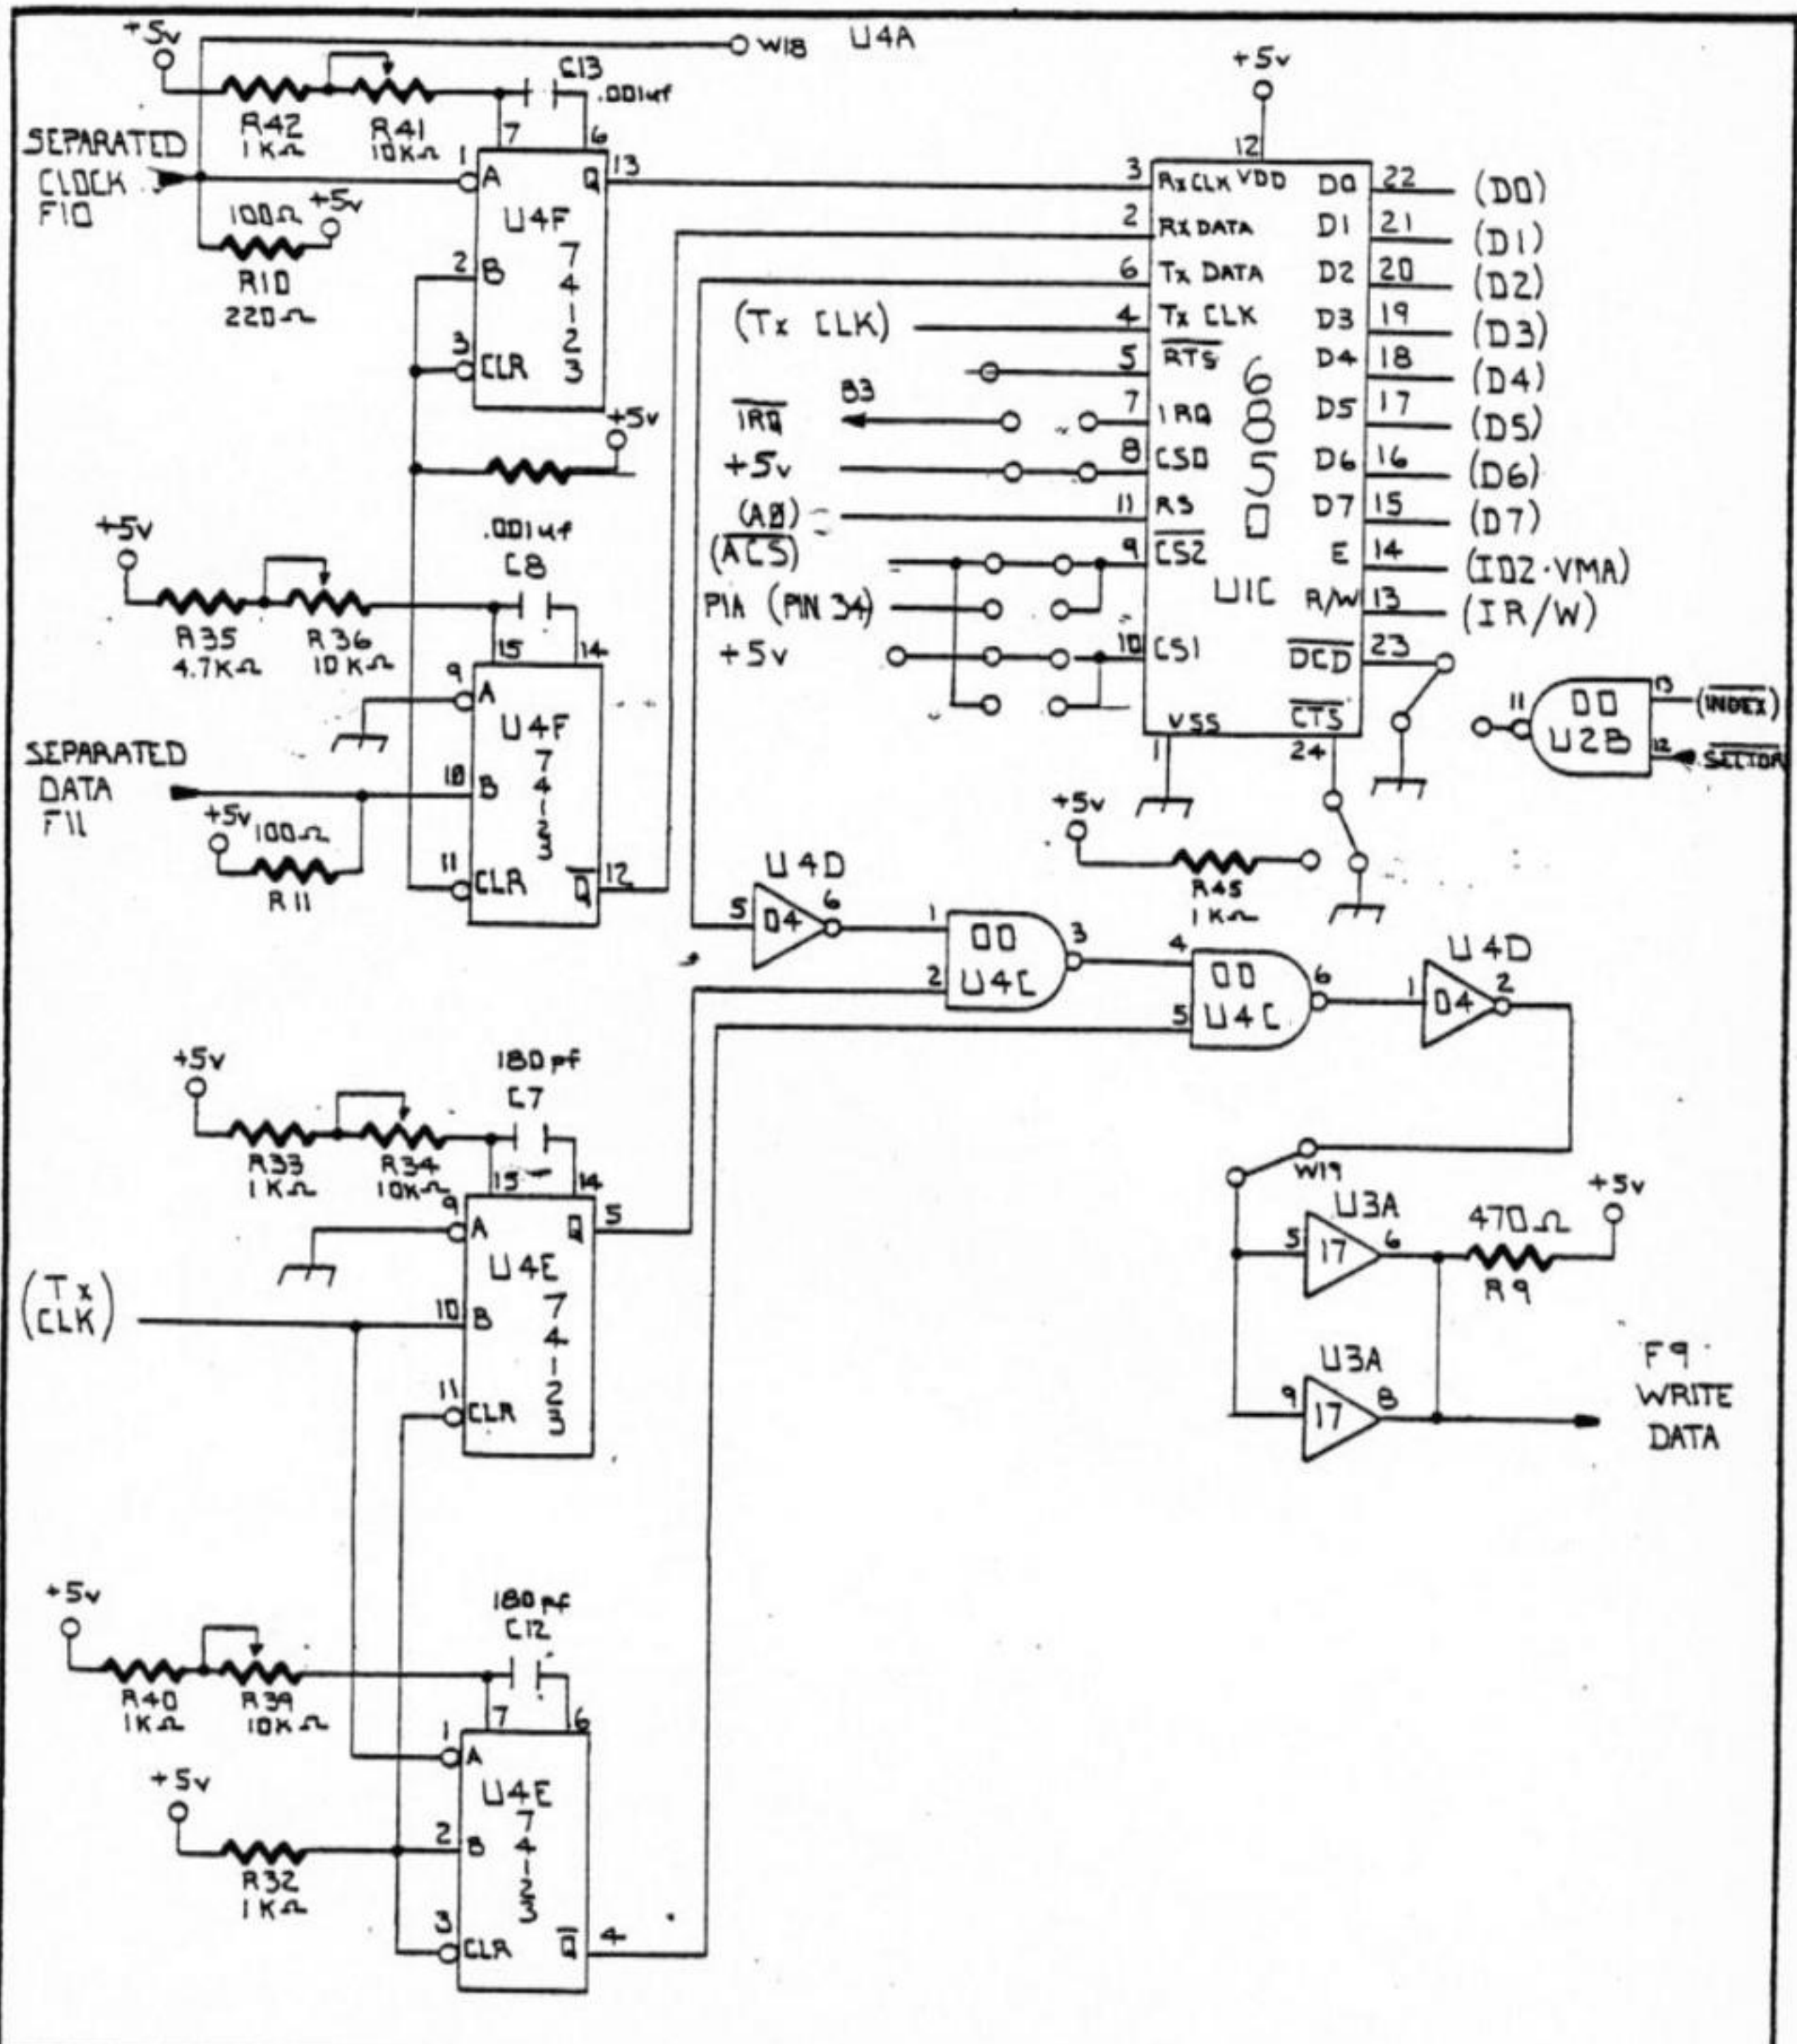 +5v
W18 U4A
C13
.001uf
+5v
R42
1KΩ
R41
10KΩ
7
6
SEPARATED
CLOCK
F10
1
A
Q
13
100Ω
+5v
R10
220Ω
U4F
74123
2
B
3
CLR
+5v
.001uf
C8
+5v
R35
4.7KΩ
R36
10KΩ
15
14
9
A
U4F
74123
SEPARATED
DATA
F11
10
B
+5v
100Ω
R11
11
CLR
Q
12
+5v
12
3
RxCLK
VDD
D0
22
(D0)
2
Rx DATA
D1
21
(D1)
6
Tx DATA
D2
20
(D2)
(Tx CLK)
4
Tx CLK
D3
19
(D3)
5
RTS
D4
18
(D4)
IRQ
B3
7
IRQ
D5
17
(D5)
+5v
8
CS0
D6
16
(D6)
(A0)
11
RS
D7
15
(D7)
(ACS)
9
CS2
E
14
(IO2·VMA)
PIA (PIN 34)
U1C
R/W
13
(IR/W)
+5v
10
CS1
DCD
23
6850
VSS
CTS
1
24
11
00
U2B
13
(INDEX)
12
SECTOR
+5v
R45
1KΩ
U4D
5
04
6
1
2
00
U4C
3
4
5
00
U4C
6
U4D
1
04
2
+5v
180pf
C7
R33
1KΩ
R34
10KΩ
15
14
9
A
Q
5
U4E
74123
(Tx
CLK)
10
B
11
CLR
W19
U3A
5
17
6
470Ω
+5v
R9
U3A
9
17
8
F9
WRITE
DATA
+5v
180pf
C12
R40
1KΩ
R39
10KΩ
7
6
1
A
U4E
74123
+5v
R32
1KΩ
2
B
3
CLR
Q
4